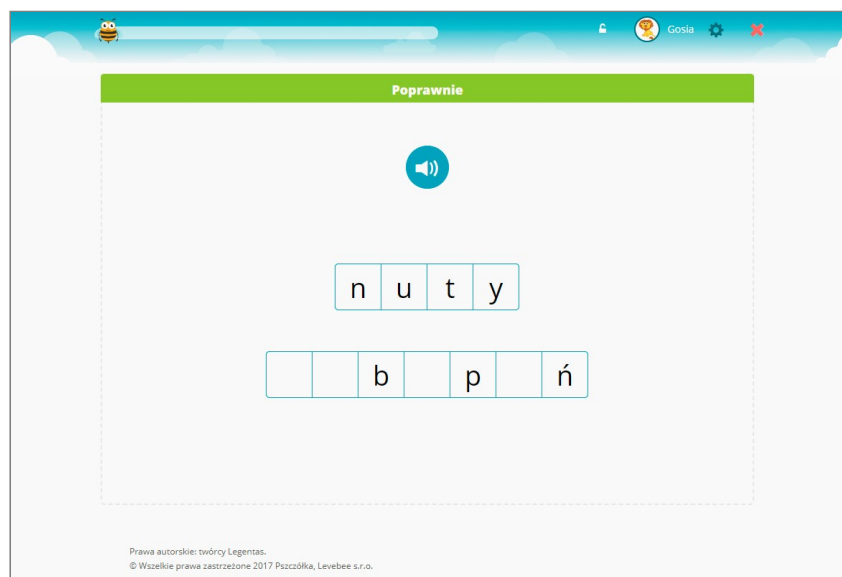 Gosia
Poprawnie
n u t y
b p ń
Prawa autorskie: twórcy Legentas.
© Wszelkie prawa zastrzeżone 2017 Pszczółka, Levebee s.r.o.